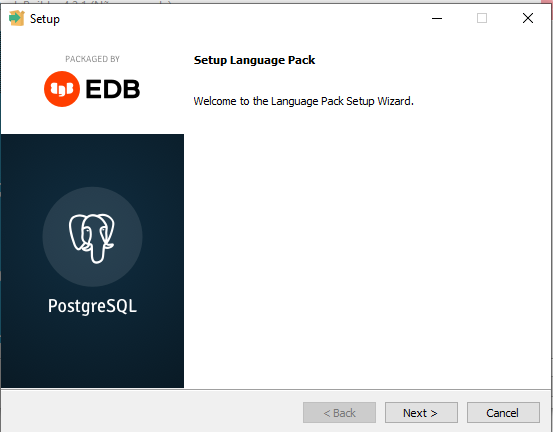 Setup
PACKAGED BY
EDB
Setup Language Pack
Welcome to the Language Pack Setup Wizard.
PostgreSQL
< Back
Next >
Cancel